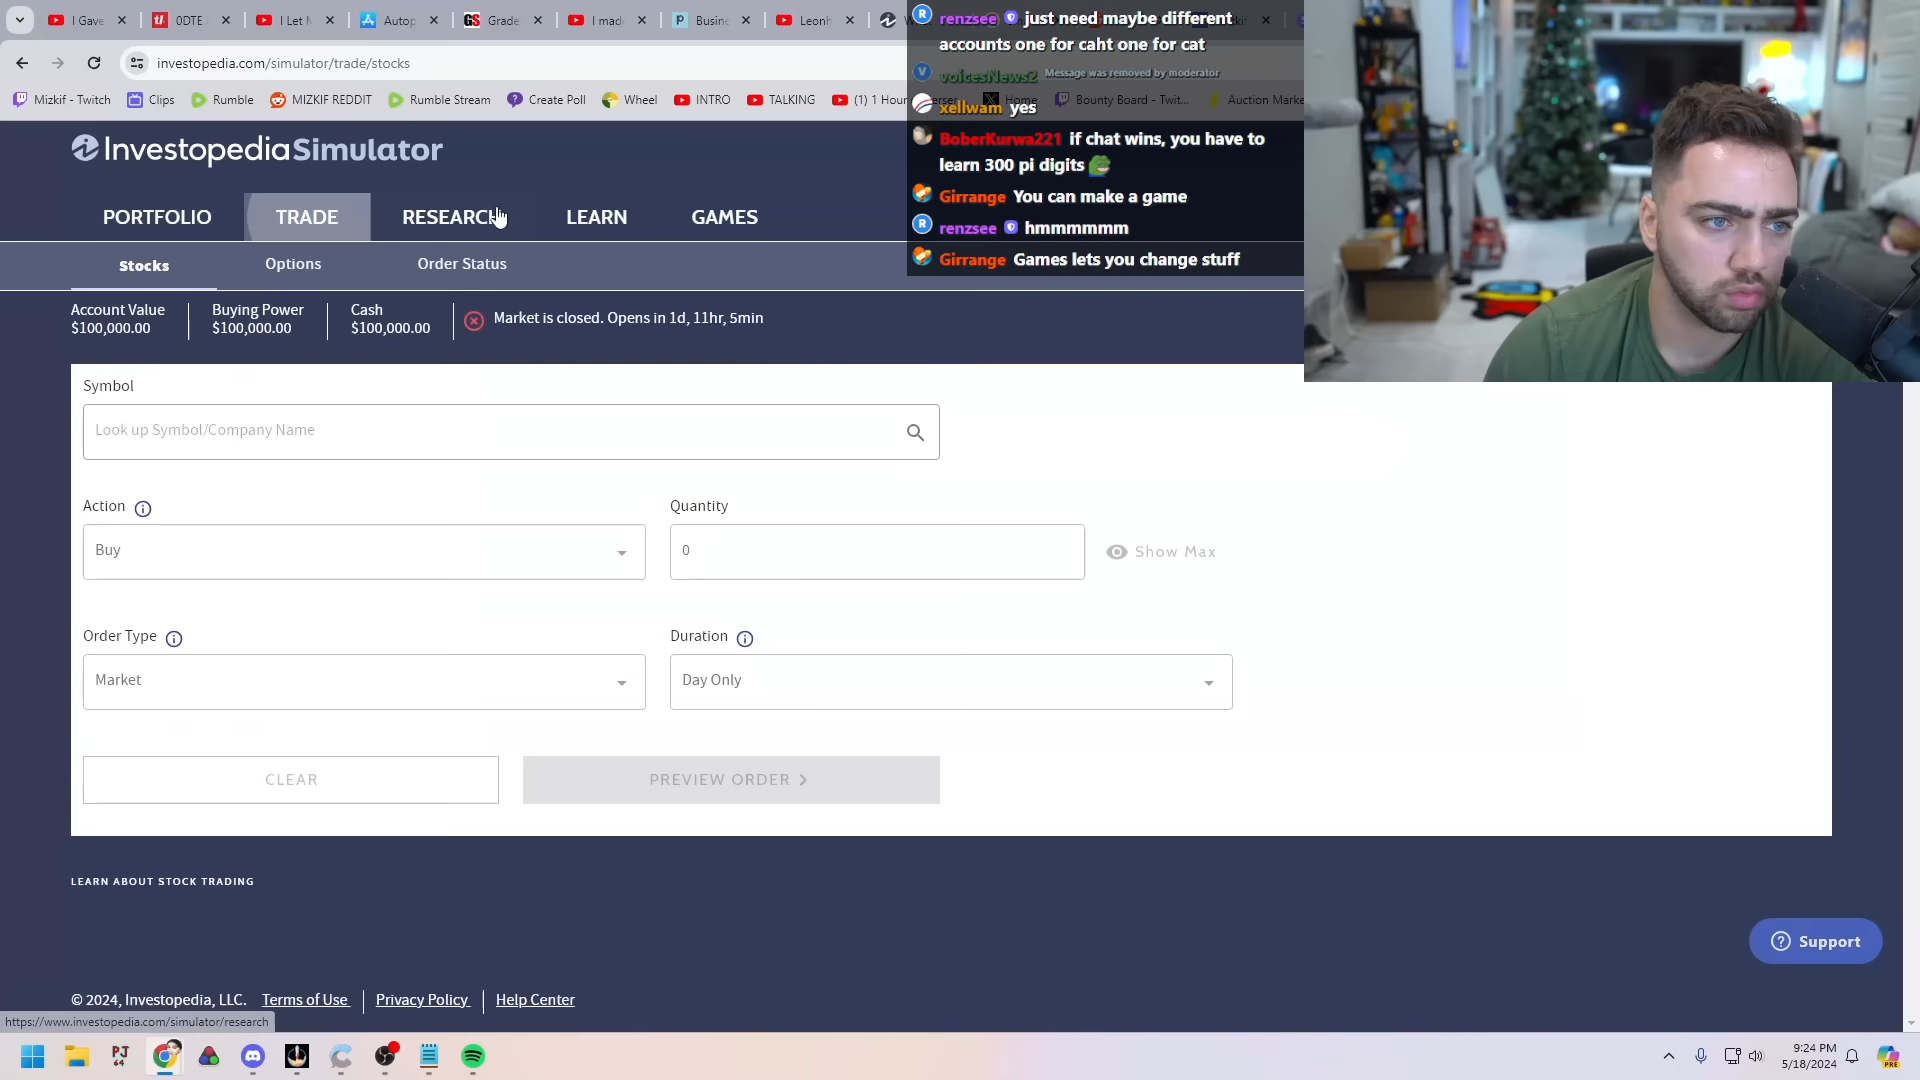 I Gave
0DTE
I Let
Autop
Grade
I mad
Busine
Leonh
investopedia.com/simulator/trade/stocks
Mizkif - Twitch
Clips
Rumble
MIZKIF REDDIT
Rumble Stream
Create Poll
Wheel
INTRO
TALKING
(1) 1 Hour
Home
Bounty Board - Twit...
Auction Marke
renzsee just need maybe different
accounts one for caht one for cat
voicesNews2 Message was removed by moderator
xellwam yes
BoberKurwa221 if chat wins, you have to
learn 300 pi digits
Girrange You can make a game
renzsee hmmmmmm
Girrange Games lets you change stuff
InvestopediaSimulator
PORTFOLIO
TRADE
RESEARCH
LEARN
GAMES
Stocks
Options
Order Status
Account Value
$100,000.00
Buying Power
$100,000.00
Cash
$100,000.00
Market is closed. Opens in 1d, 11hr, 5min
Symbol
Look up Symbol/Company Name
Action
Buy
Quantity
0
Show Max
Order Type
Market
Duration
Day Only
CLEAR
PREVIEW ORDER
LEARN ABOUT STOCK TRADING
Support
© 2024, Investopedia, LLC. Terms of Use Privacy Policy Help Center
https://www.investopedia.com/simulator/research
PJ
64
9:24 PM
5/18/2024
PRE